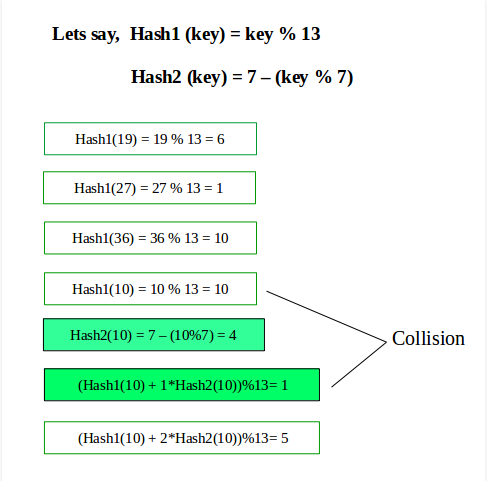 Lets say, Hash1 (key) = key % 13
Hash2 (key) = 7 – (key % 7)
Hash1(19) = 19 % 13 = 6
Hash1(27) = 27 % 13 = 1
Hash1(36) = 36 % 13 = 10
Hash1(10) = 10 % 13 = 10
Hash2(10) = 7 – (10%7) = 4
Collision
(Hash1(10) + 1*Hash2(10))%13= 1
(Hash1(10) + 2*Hash2(10))%13= 5